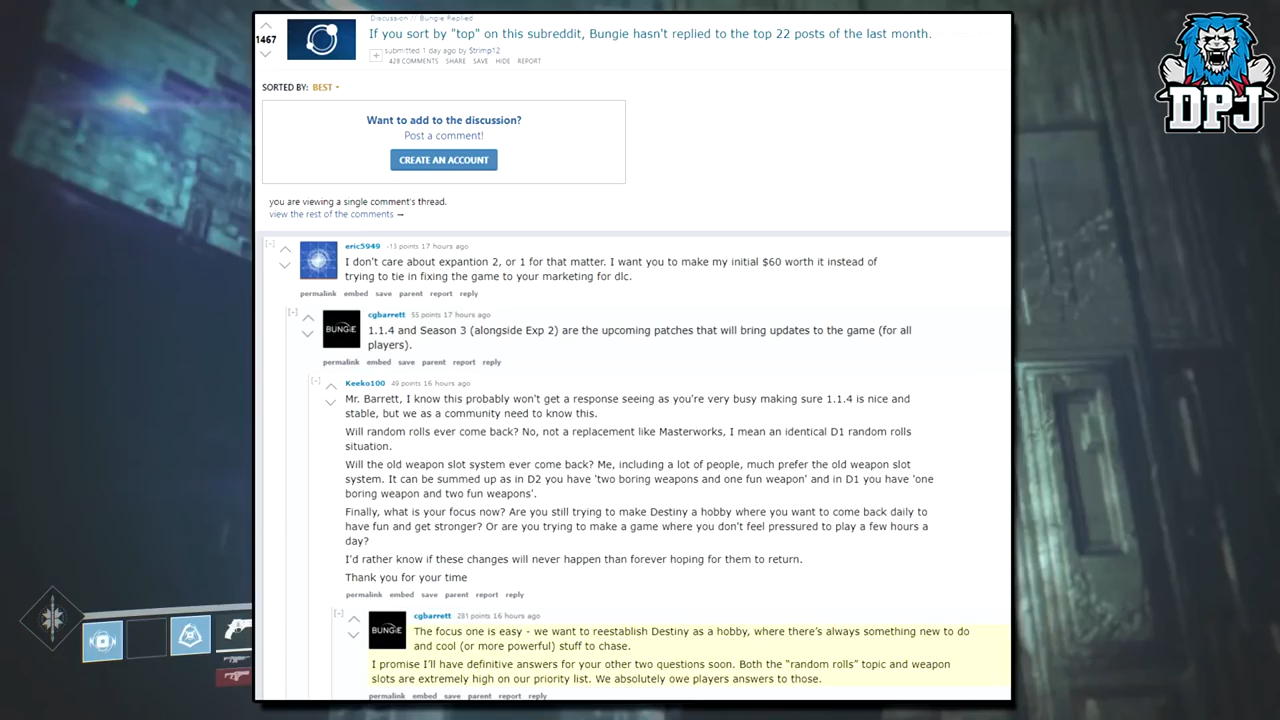 Discussion // Bungie Replied
1467
If you sort by "top" on this subreddit, Bungie hasn't replied to the top 22 posts of the last month.
submitted 1 day ago by $trimp12
428 COMMENTS SHARE SAVE HIDE REPORT
SORTED BY: BEST
Want to add to the discussion?
Post a comment!
CREATE AN ACCOUNT
you are viewing a single comment's thread.
view the rest of the comments →
[-] eric5949 -13 points 17 hours ago
I don't care about expantion 2, or 1 for that matter. I want you to make my initial $60 worth it instead of
trying to tie in fixing the game to your marketing for dlc.
permalink embed save parent report reply
[-] cgbarrett 55 points 17 hours ago
BUNGIE
1.1.4 and Season 3 (alongside Exp 2) are the upcoming patches that will bring updates to the game (for all
players).
permalink embed save parent report reply
[-] Keeko100 49 points 16 hours ago
Mr. Barrett, I know this probably won't get a response seeing as you're very busy making sure 1.1.4 is nice and
stable, but we as a community need to know this.
Will random rolls ever come back? No, not a replacement like Masterworks, I mean an identical D1 random rolls
situation.
Will the old weapon slot system ever come back? Me, including a lot of people, much prefer the old weapon slot
system. It can be summed up as in D2 you have 'two boring weapons and one fun weapon' and in D1 you have 'one
boring weapon and two fun weapons'.
Finally, what is your focus now? Are you still trying to make Destiny a hobby where you want to come back daily to
have fun and get stronger? Or are you trying to make a game where you don't feel pressured to play a few hours a
day?
I'd rather know if these changes will never happen than forever hoping for them to return.
Thank you for your time
permalink embed save parent report reply
[-] cgbarrett 281 points 16 hours ago
BUNGIE
The focus one is easy - we want to reestablish Destiny as a hobby, where there's always something new to do
and cool (or more powerful) stuff to chase.
I promise I'll have definitive answers for your other two questions soon. Both the "random rolls" topic and weapon
slots are extremely high on our priority list. We absolutely owe players answers to those.
permalink embed save parent report reply
DPJ